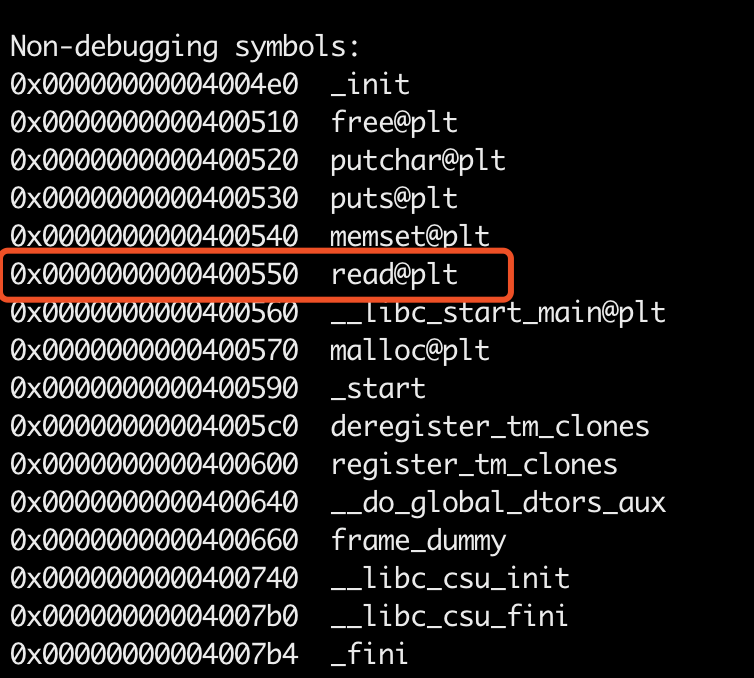 Non-debugging symbols:
0x00000000004004e0  _init
0x0000000000400510  free@plt
0x0000000000400520  putchar@plt
0x0000000000400530  puts@plt
0x0000000000400540  memset@plt
0x0000000000400550  read@plt
0x0000000000400560  __libc_start_main@plt
0x0000000000400570  malloc@plt
0x0000000000400590  _start
0x00000000004005c0  deregister_tm_clones
0x0000000000400600  register_tm_clones
0x0000000000400640  __do_global_dtors_aux
0x0000000000400660  frame_dummy
0x0000000000400740  __libc_csu_init
0x00000000004007b0  __libc_csu_fini
0x00000000004007b4  _fini